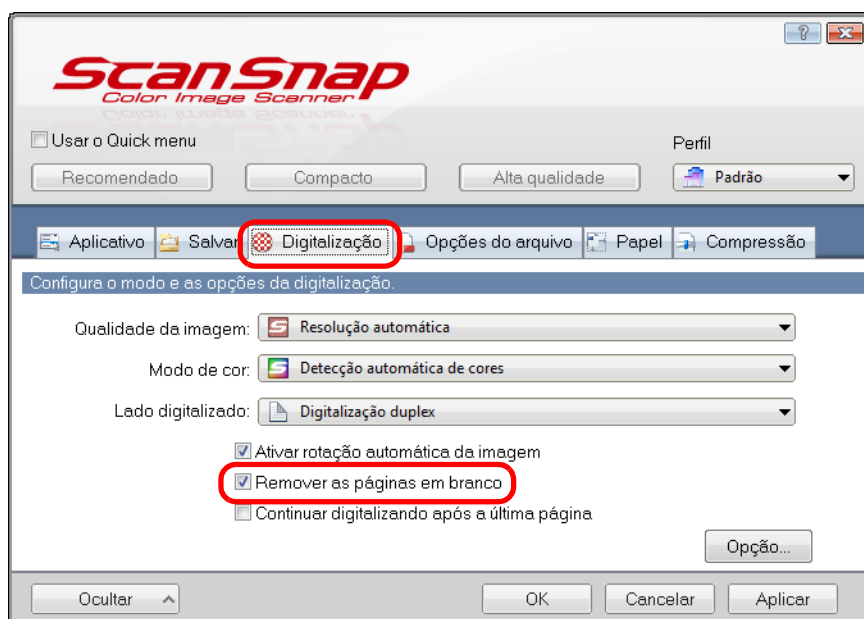 ScanSnap
Color Image Scanner
Usar o Quick menu
Perfil
Recomendado Compacto Alta qualidade Padrão
Aplicativo Salvar Digitalização Opções do arquivo Papel Compressão
Configura o modo e as opções da digitalização.
Qualidade da imagem: Resolução automática
Modo de cor: Detecção automática de cores
Lado digitalizado: Digitalização duplex
Ativar rotação automática da imagem
Remover as páginas em branco
Continuar digitalizando após a última página
Opção...
Ocultar OK Cancelar Aplicar